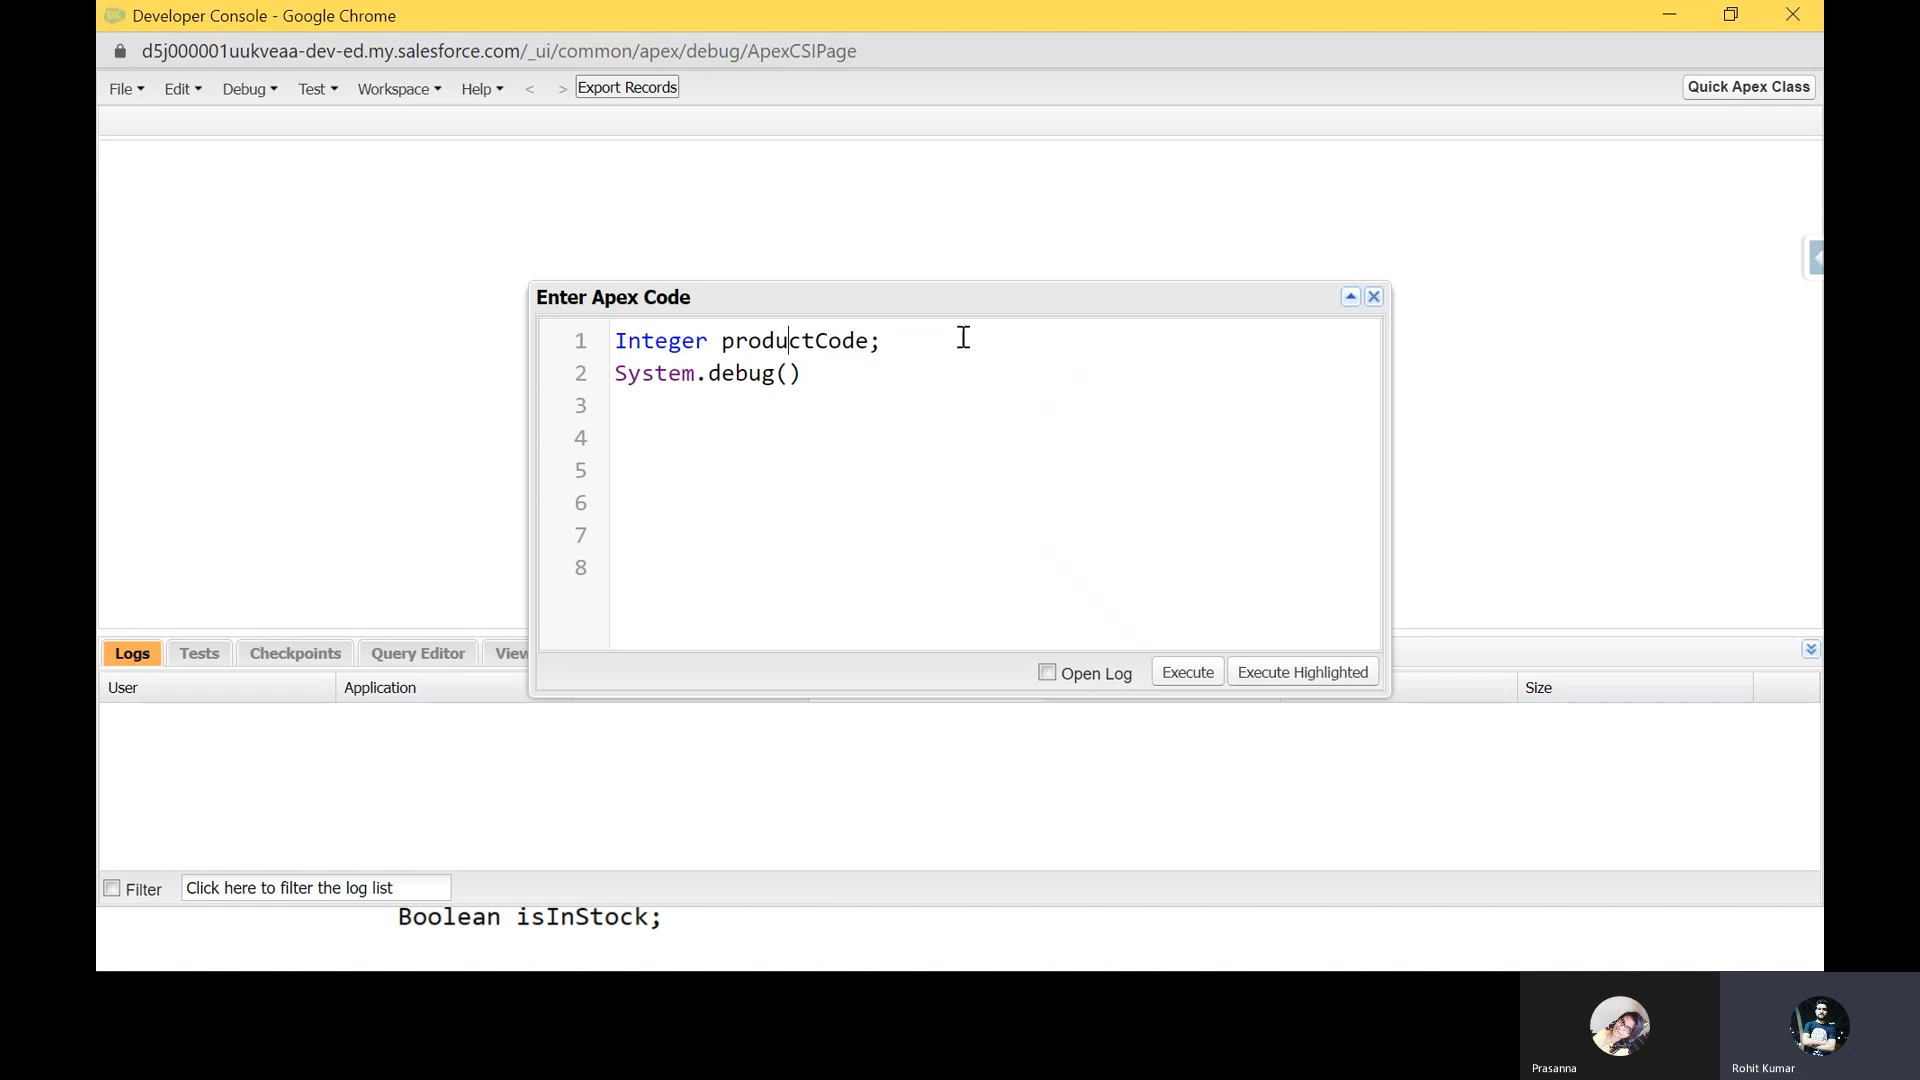 Developer Console - Google Chrome
d5j000001uukveaa-dev-ed.my.salesforce.com/_ui/common/apex/debug/ApexCSIPage
File Edit Debug Test Workspace Help < > Export Records Quick Apex Class
Enter Apex Code
1 Integer productCode;
2 System.debug()
3
4
5
6
7
8
Open Log Execute Execute Highlighted
Logs Tests Checkpoints Query Editor View
User Application Size
Filter Click here to filter the log list
Boolean isInStock;
Prasanna Rohit Kumar